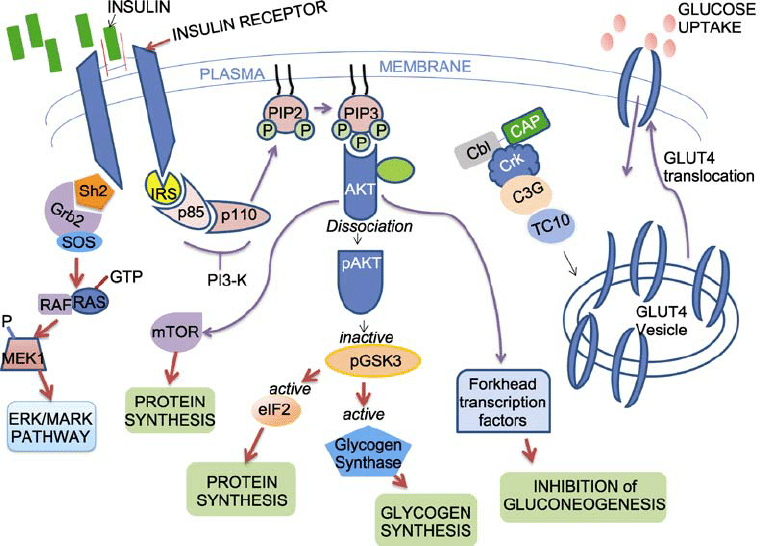 INSULIN
INSULIN RECEPTOR
GLUCOSE
UPTAKE
PLASMA
MEMBRANE
PIP2
PIP3
P
P
P
P
P
CAP
Cbl
Crk
C3G
TC10
GLUT4
translocation
Sh2
Grb2
SOS
IRS
p85
p110
PI3-K
AKT
Dissociation
pAKT
GTP
RAF
RAS
P
MEK1
ERK/MARK
PATHWAY
mTOR
PROTEIN
SYNTHESIS
inactive
pGSK3
active
eIF2
PROTEIN
SYNTHESIS
active
Glycogen
Synthase
GLYCOGEN
SYNTHESIS
Forkhead
transcription
factors
INHIBITION of
GLUCONEOGENESIS
GLUT4
Vesicle